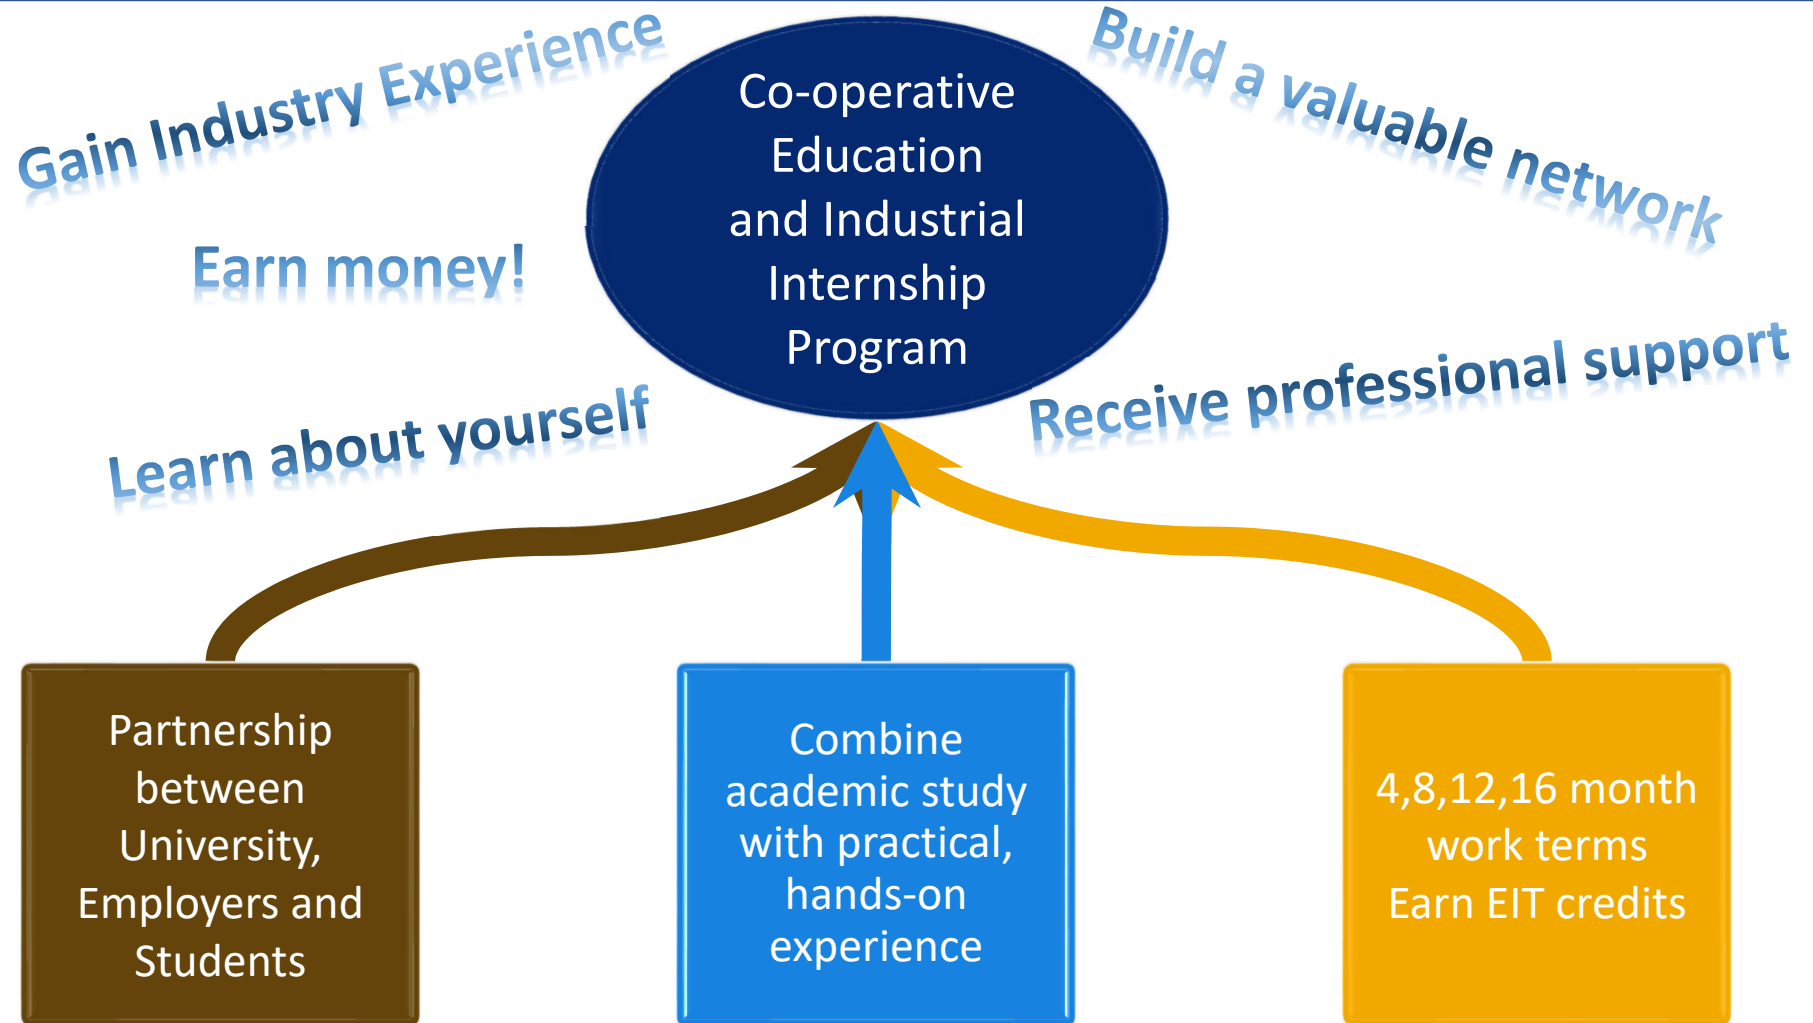 Gain Industry Experience
Build a valuable network
Co-operative
Education
and Industrial
Internship
Program
Earn money!
Learn about yourself
Receive professional support
Partnership
between
University,
Employers and
Students
Combine
academic study
with practical,
hands-on
experience
4,8,12,16 month
work terms
Earn EIT credits